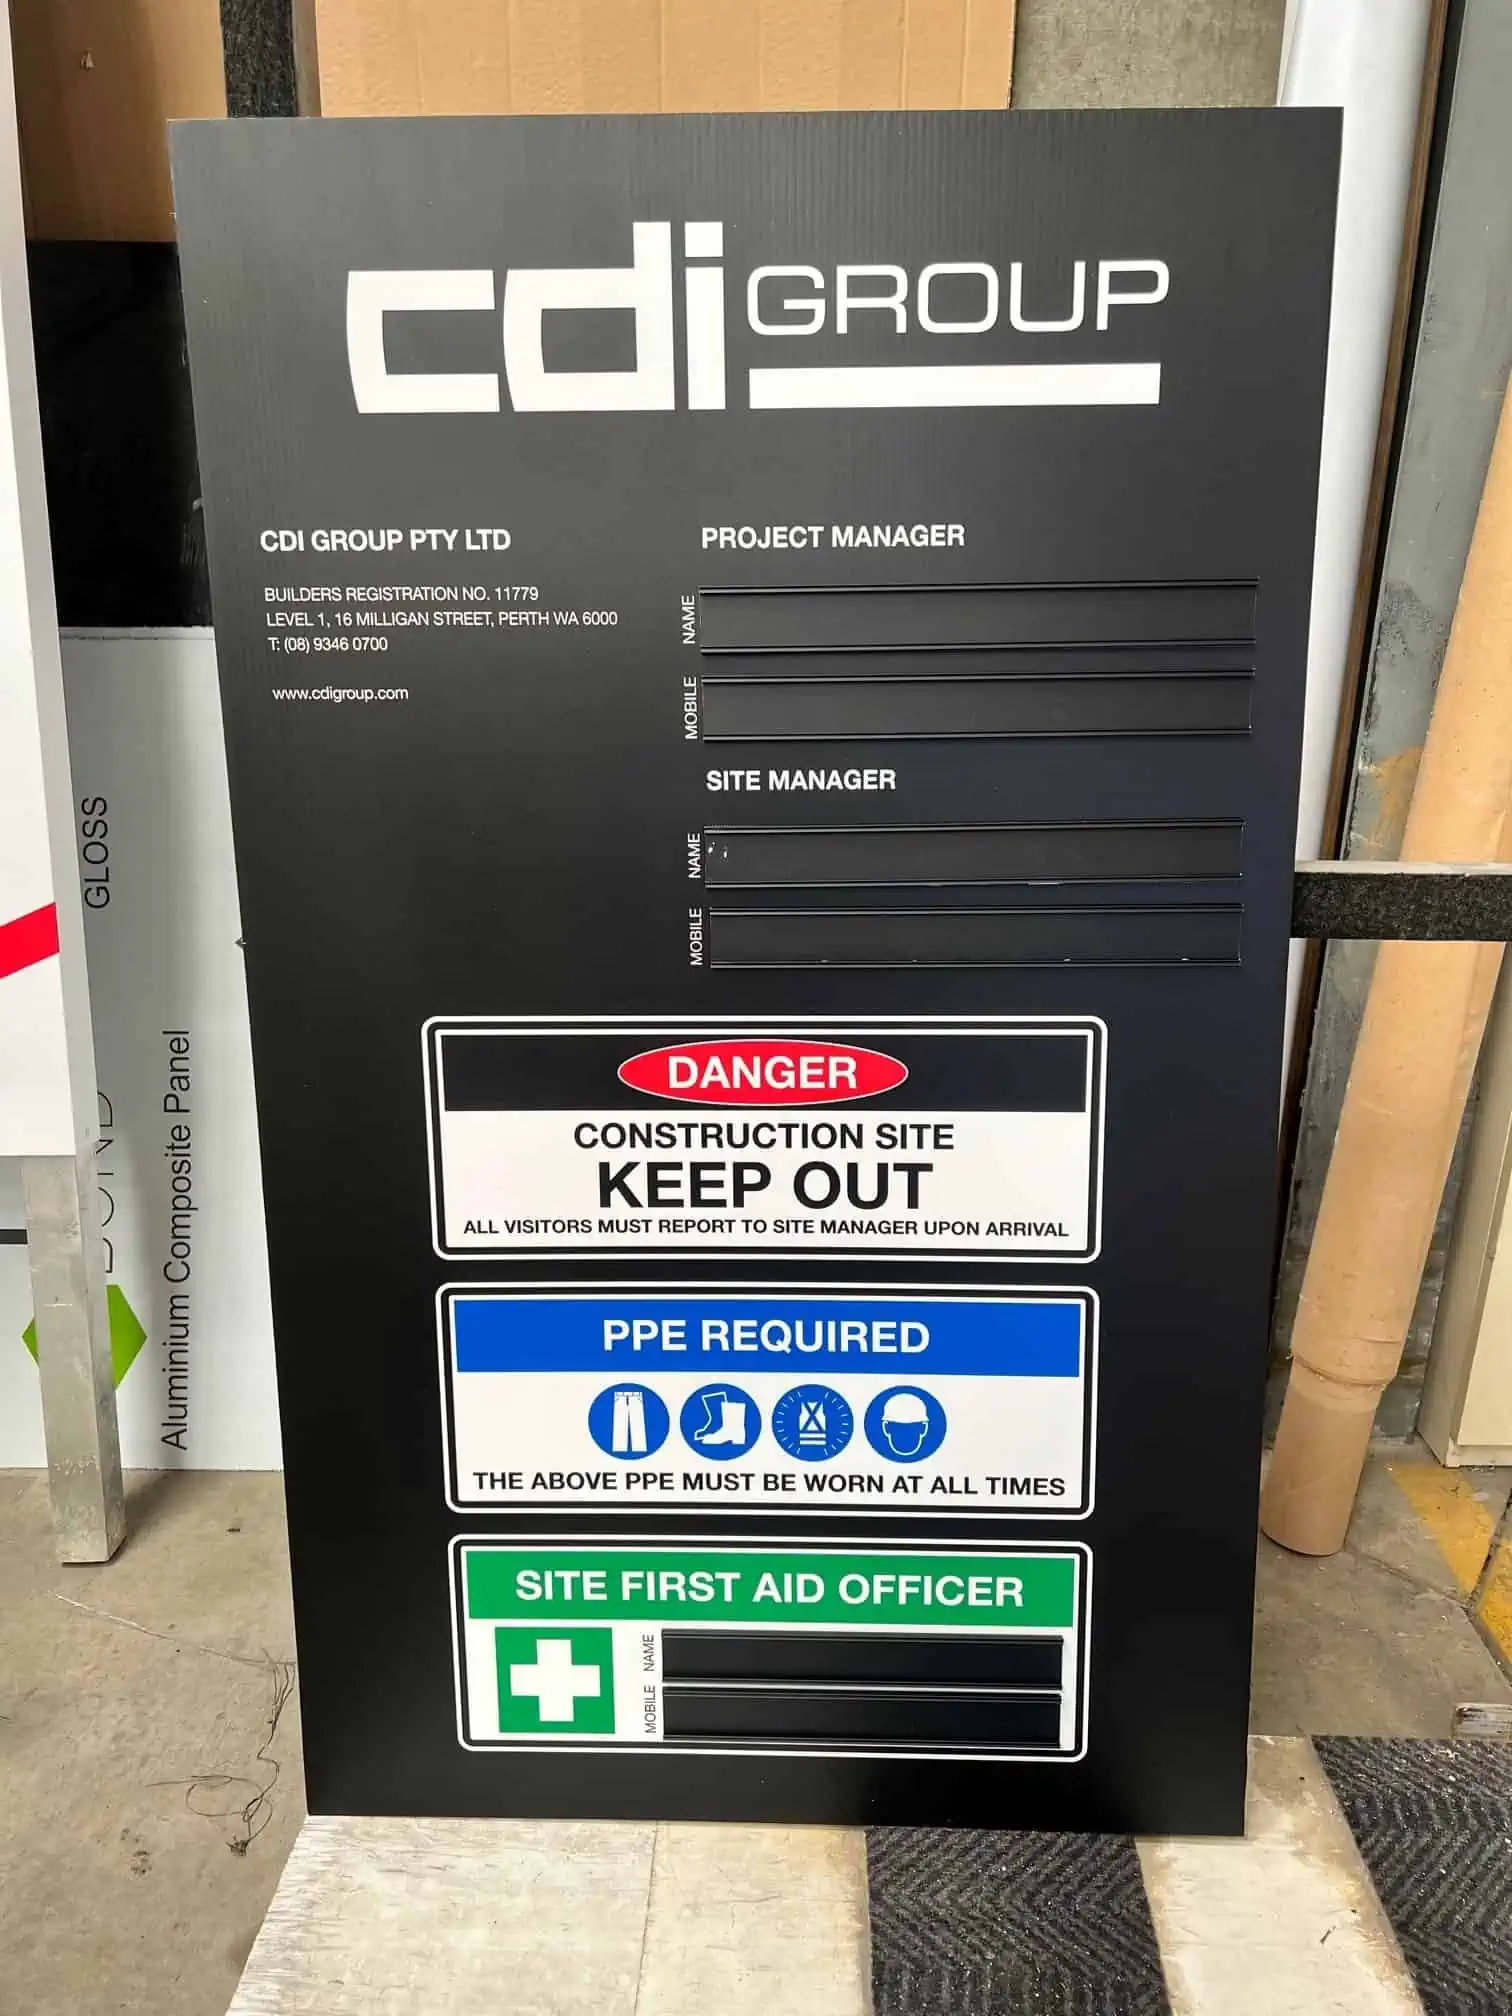 cdi GROUP
CDI GROUP PTY LTD
BUILDERS REGISTRATION NO. 11779
LEVEL 1, 16 MILLIGAN STREET, PERTH WA 6000
T: (08) 9346 0700
www.cdigroup.com
PROJECT MANAGER
NAME
MOBILE
SITE MANAGER
NAME
MOBILE
DANGER
CONSTRUCTION SITE
KEEP OUT
ALL VISITORS MUST REPORT TO SITE MANAGER UPON ARRIVAL
PPE REQUIRED
THE ABOVE PPE MUST BE WORN AT ALL TIMES
SITE FIRST AID OFFICER
NAME
MOBILE
GLOSS
Aluminium Composite Panel